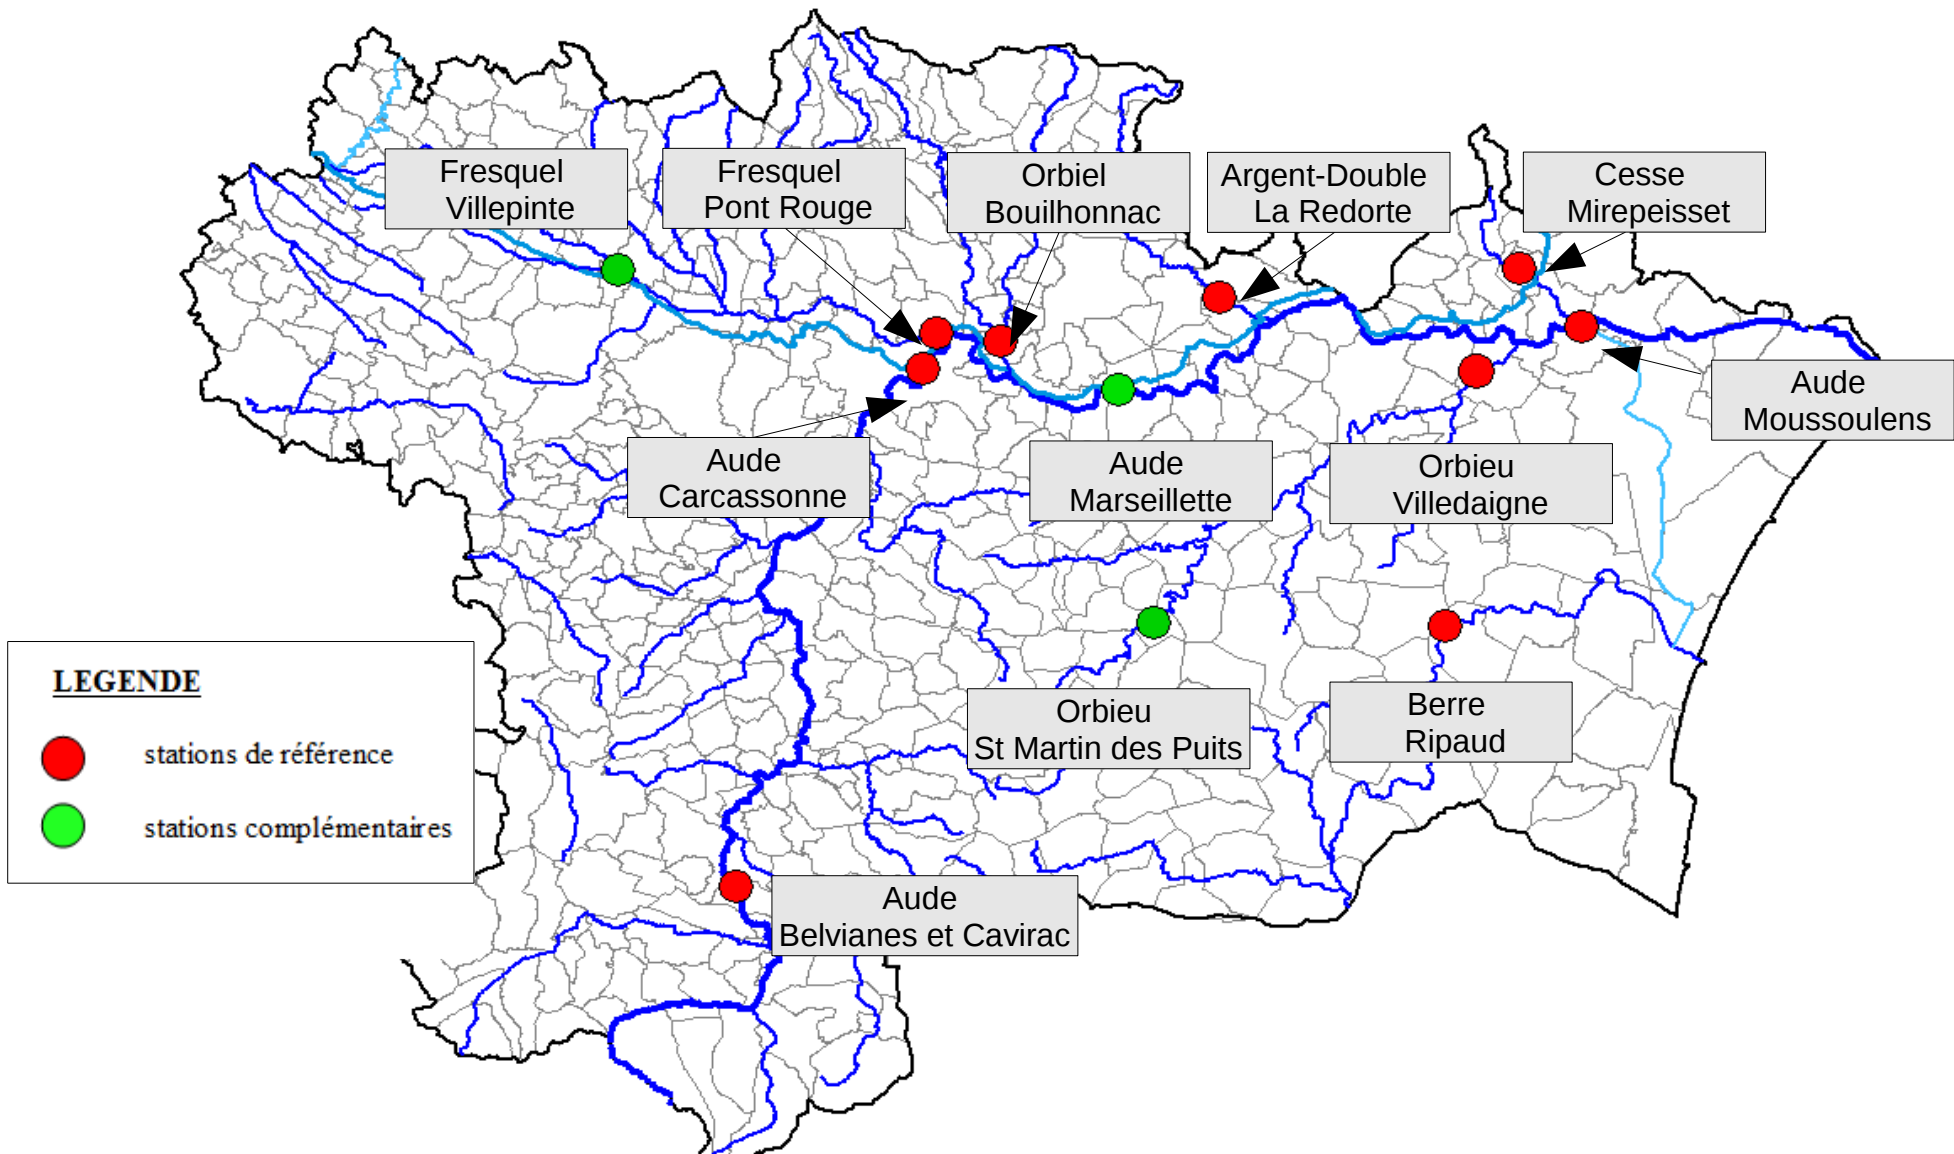 Fresquel
Villepinte
Fresquel
Pont Rouge
Orbiel
Bouilhonnac
Argent-Double
La Redorte
Cesse
Mirepeisset
Aude
Moussoulens
Aude
Carcassonne
Aude
Marseillette
Orbieu
Villedaigne
LEGENDE
stations de référence
stations complémentaires
Orbieu
St Martin des Puits
Berre
Ripaud
Aude
Belvianes et Cavirac